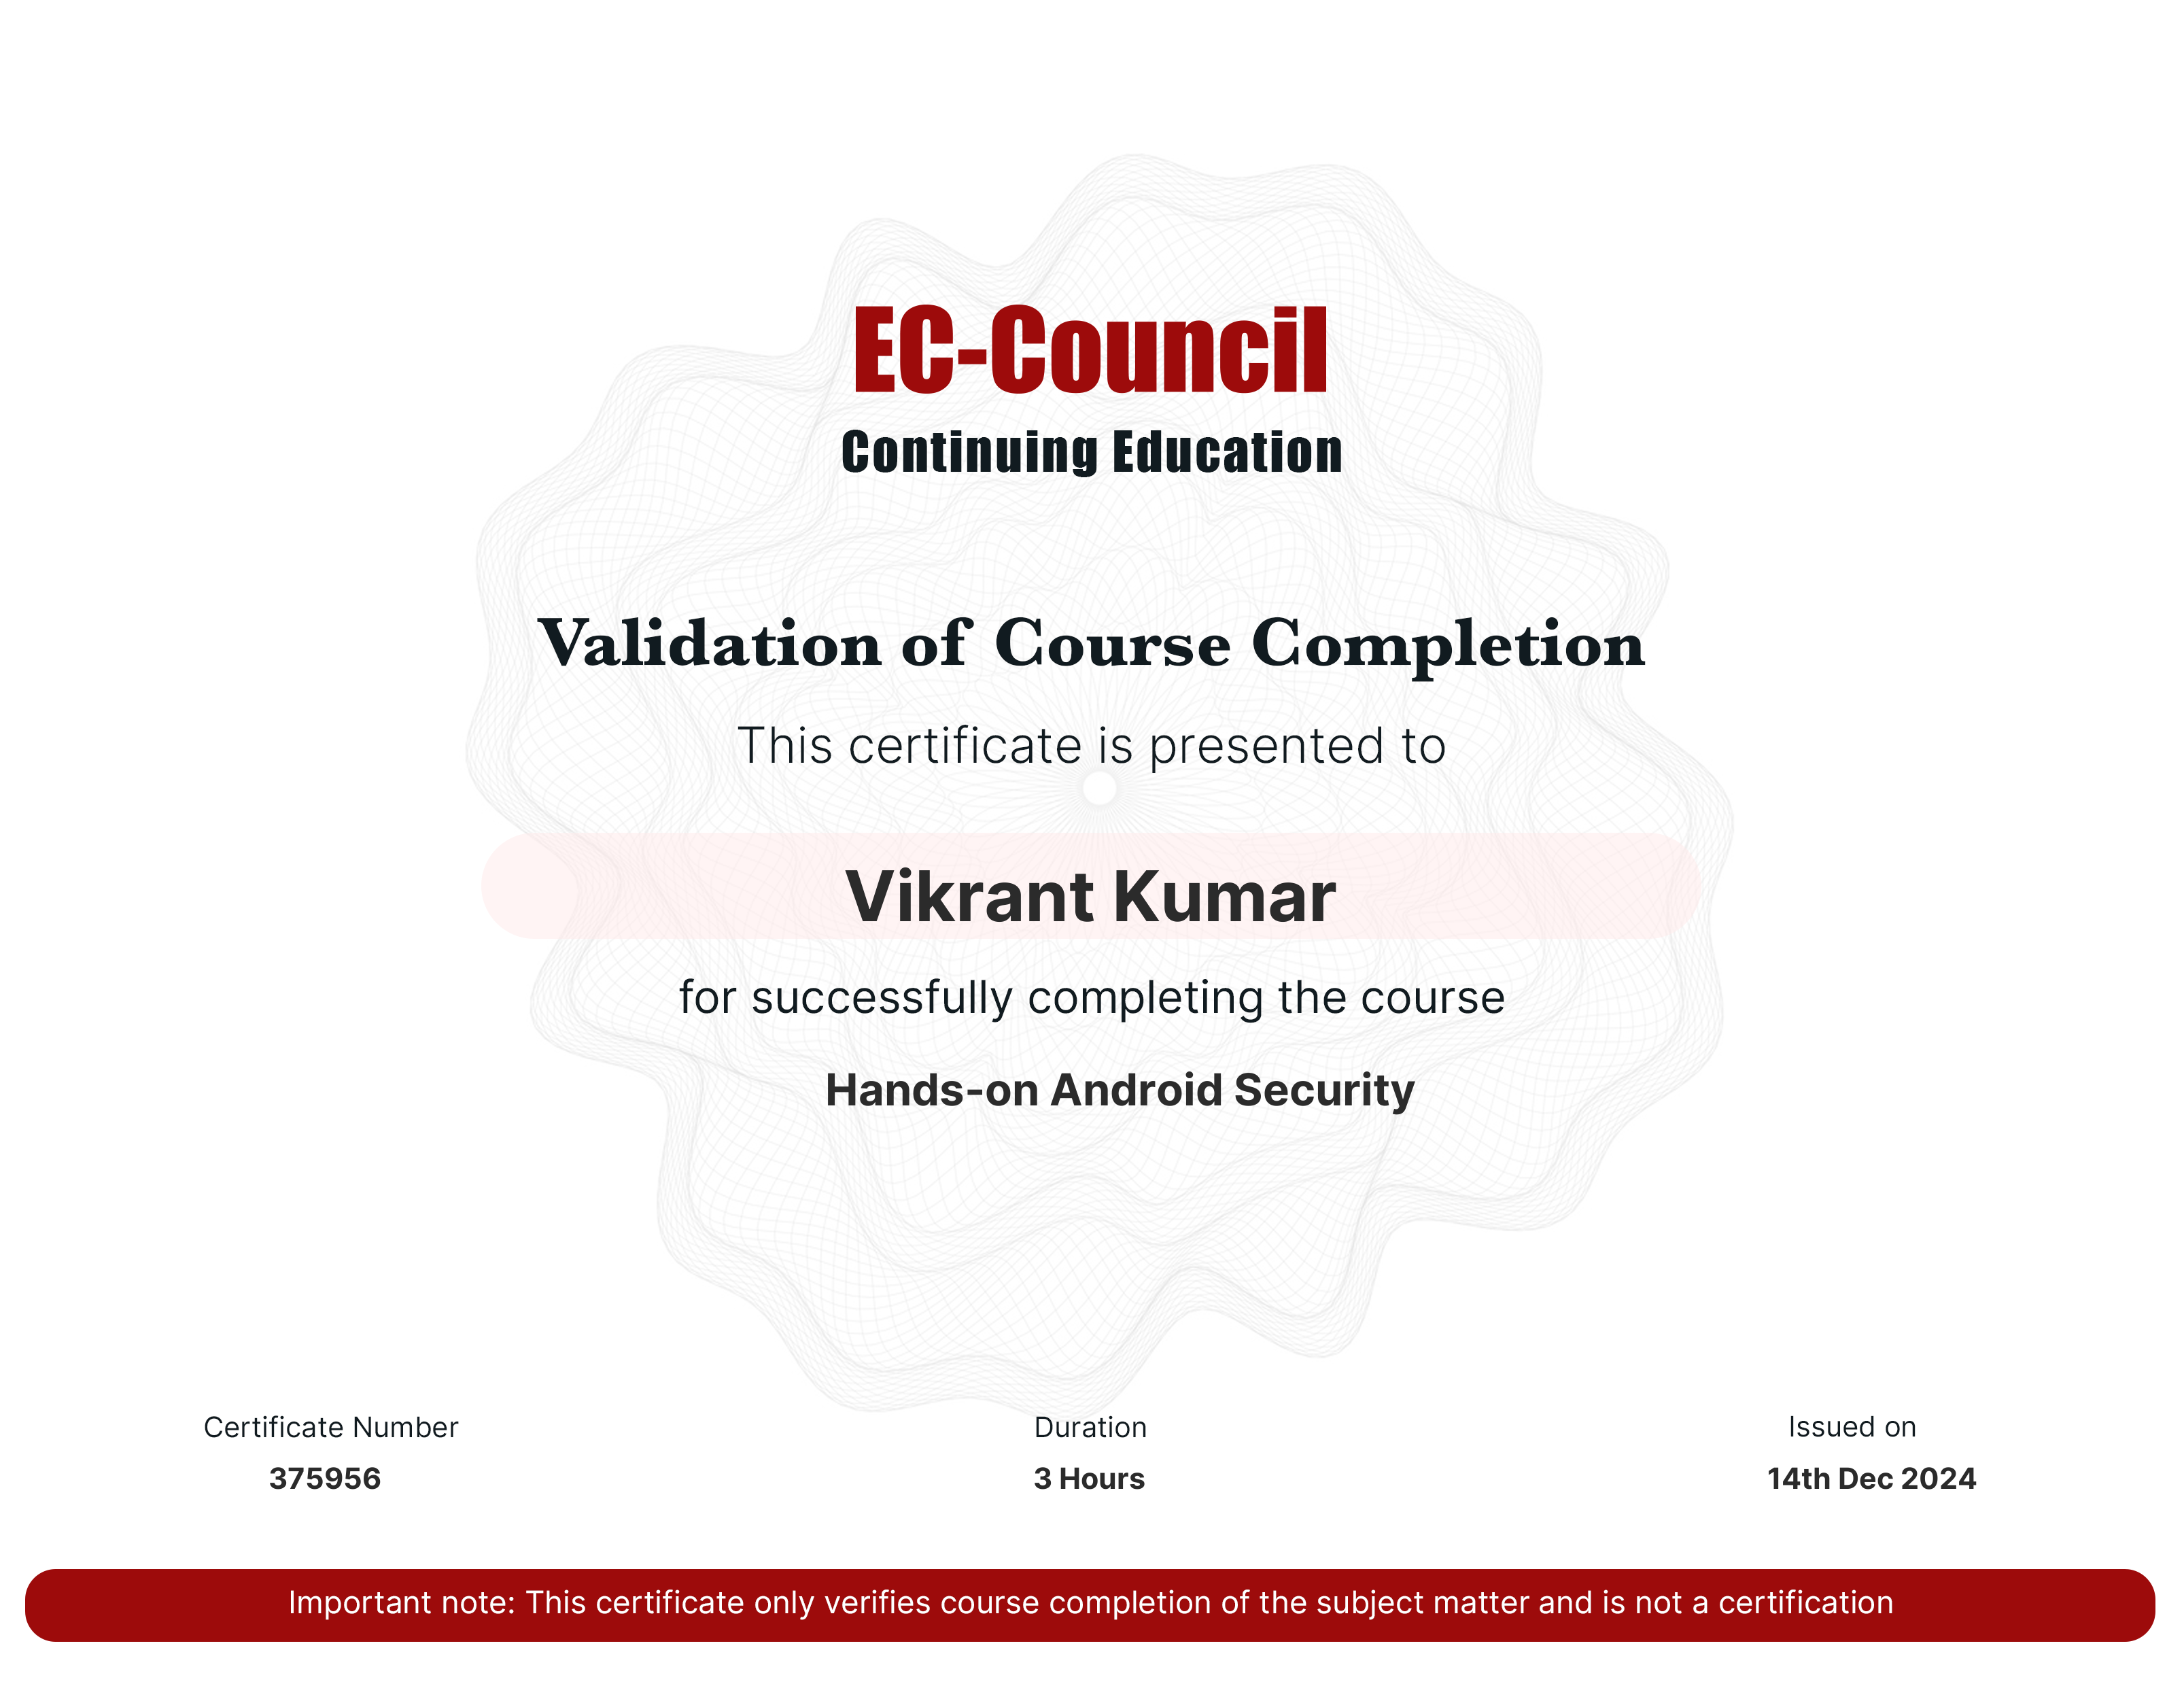 EC-Council
Continuing Education
Validation of Course Completion
This certificate is presented to
Vikrant Kumar
for successfully completing the course
Hands-on Android Security
Certificate Number
375956
Duration
3 Hours
Issued on
14th Dec 2024
Important note: This certificate only verifies course completion of the subject matter and is not a certification